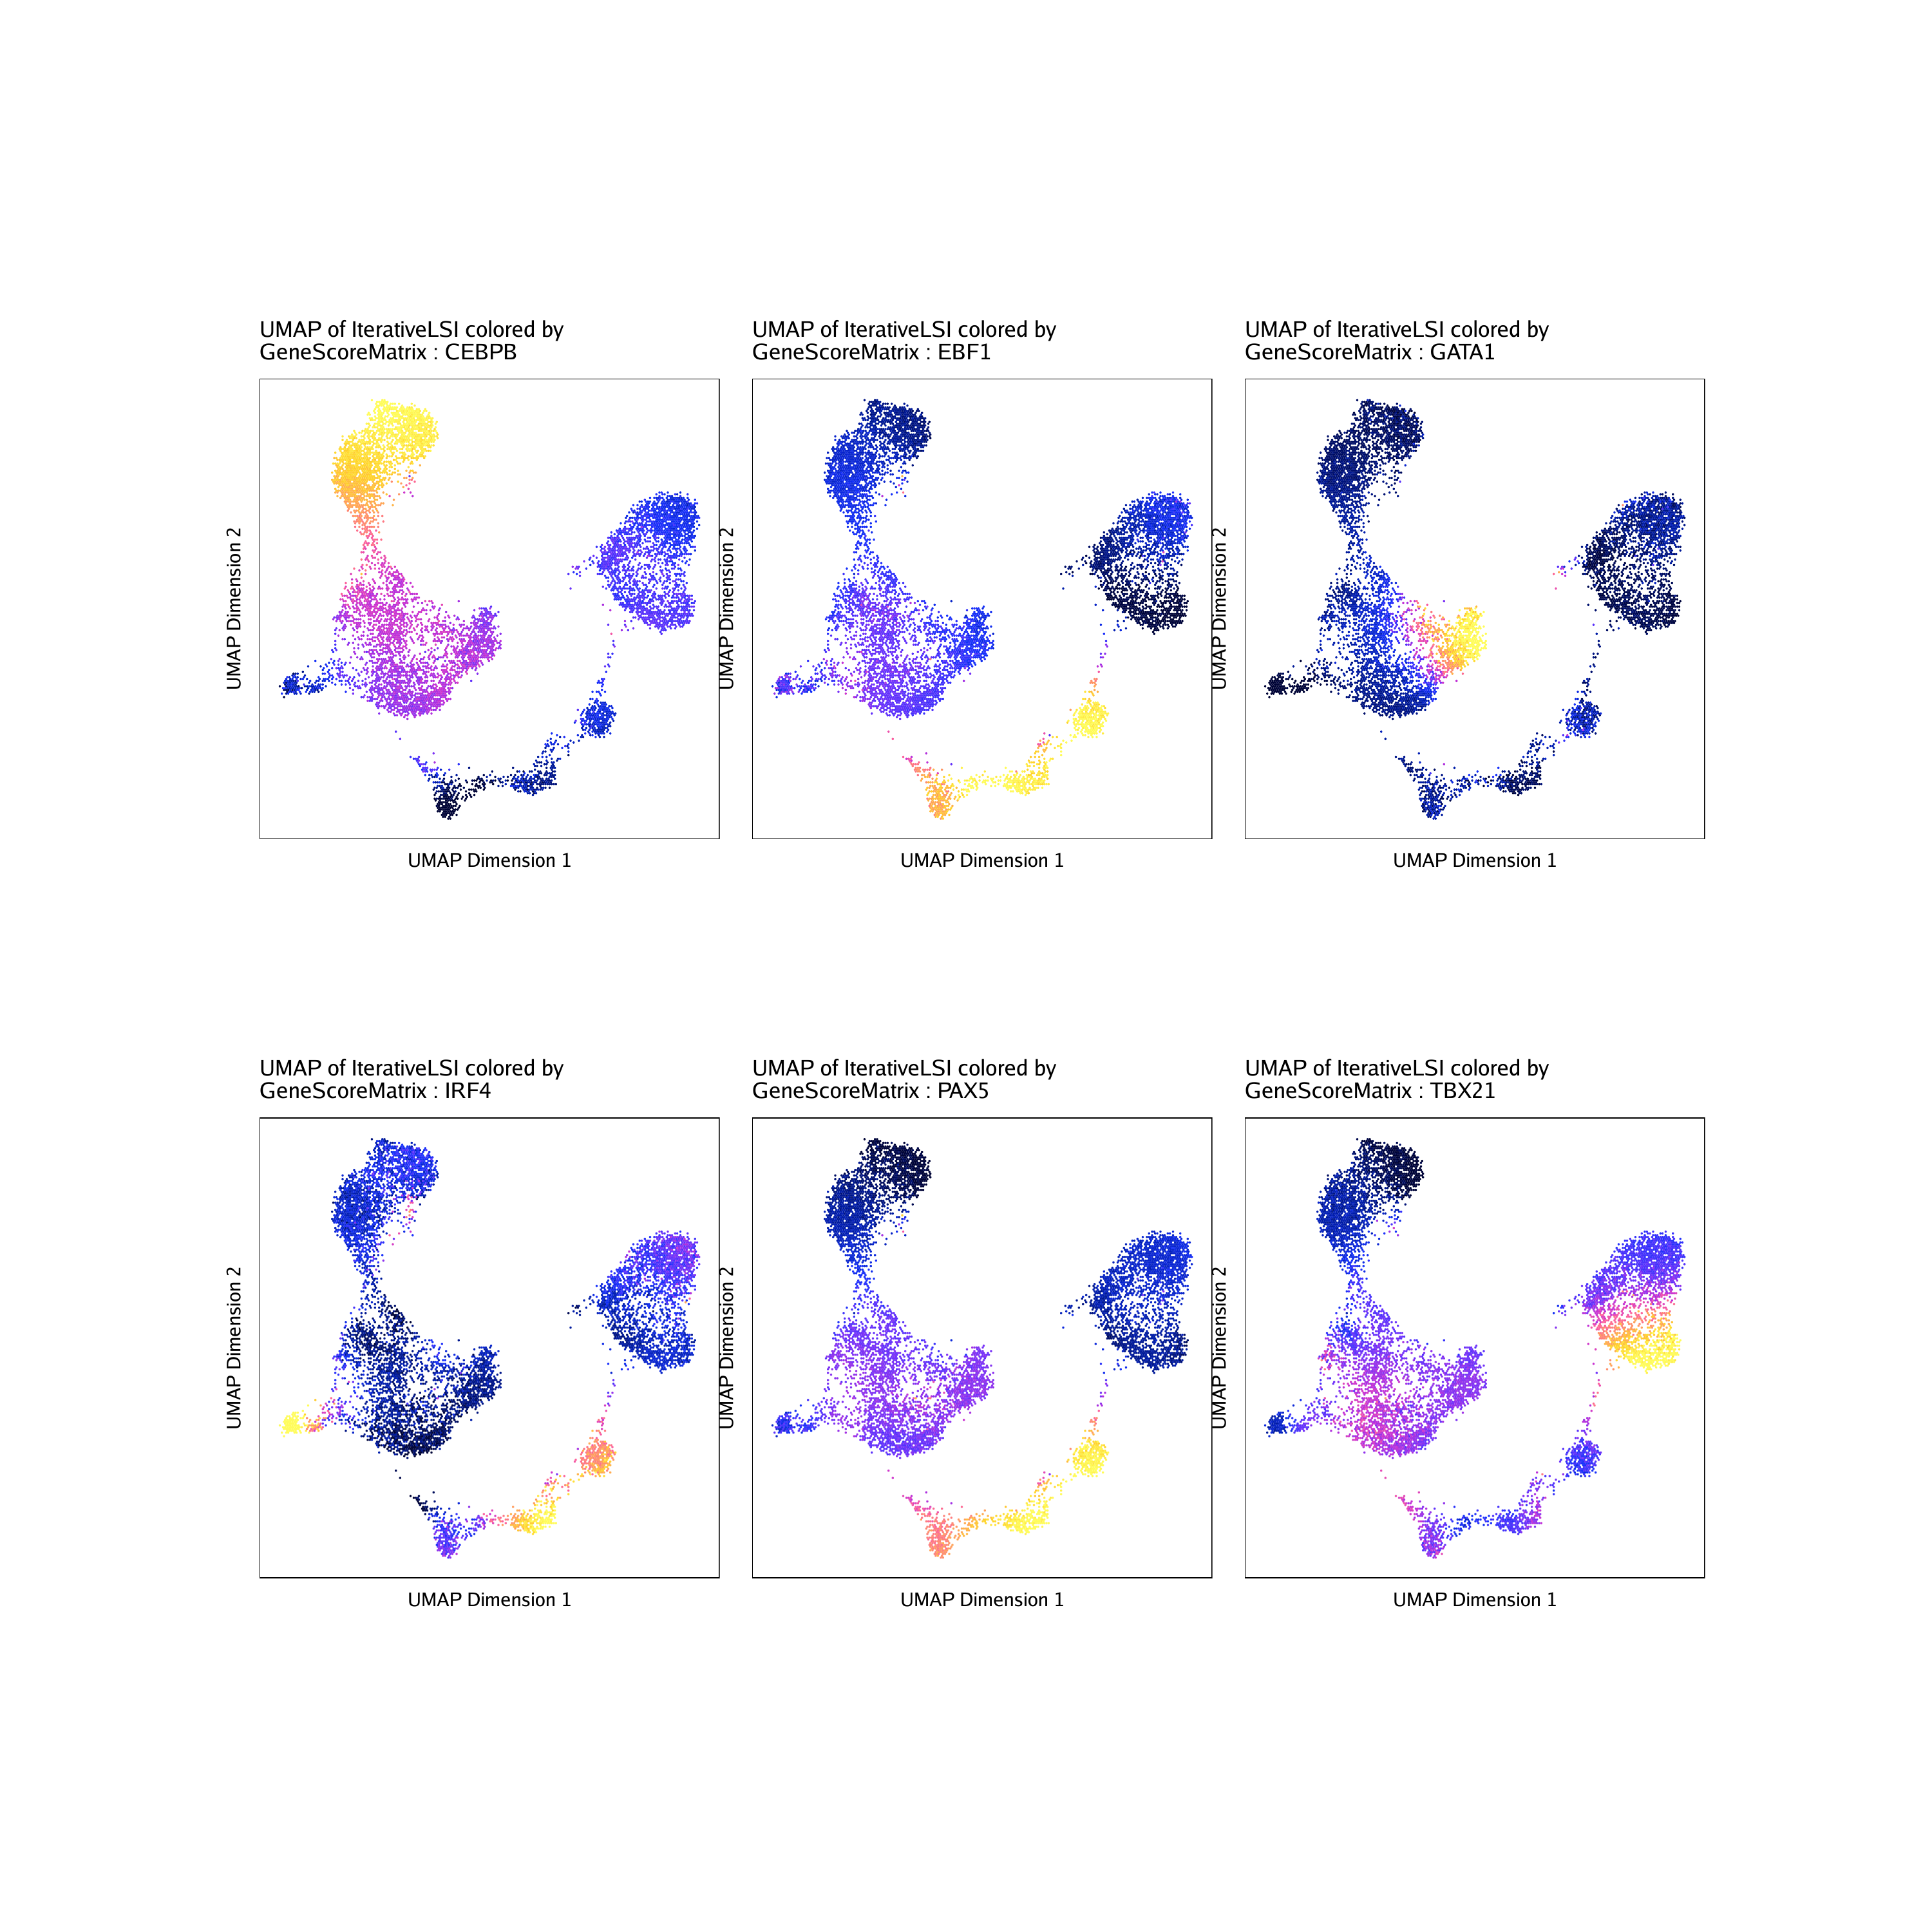 UMAP of IterativeLSI colored by
GeneScoreMatrix : CEBPB
UMAP Dimension 2
UMAP Dimension 1
UMAP of IterativeLSI colored by
GeneScoreMatrix : EBF1
UMAP Dimension 2
UMAP Dimension 1
UMAP of IterativeLSI colored by
GeneScoreMatrix : GATA1
UMAP Dimension 2
UMAP Dimension 1
UMAP of IterativeLSI colored by
GeneScoreMatrix : IRF4
UMAP Dimension 2
UMAP Dimension 1
UMAP of IterativeLSI colored by
GeneScoreMatrix : PAX5
UMAP Dimension 2
UMAP Dimension 1
UMAP of IterativeLSI colored by
GeneScoreMatrix : TBX21
UMAP Dimension 2
UMAP Dimension 1